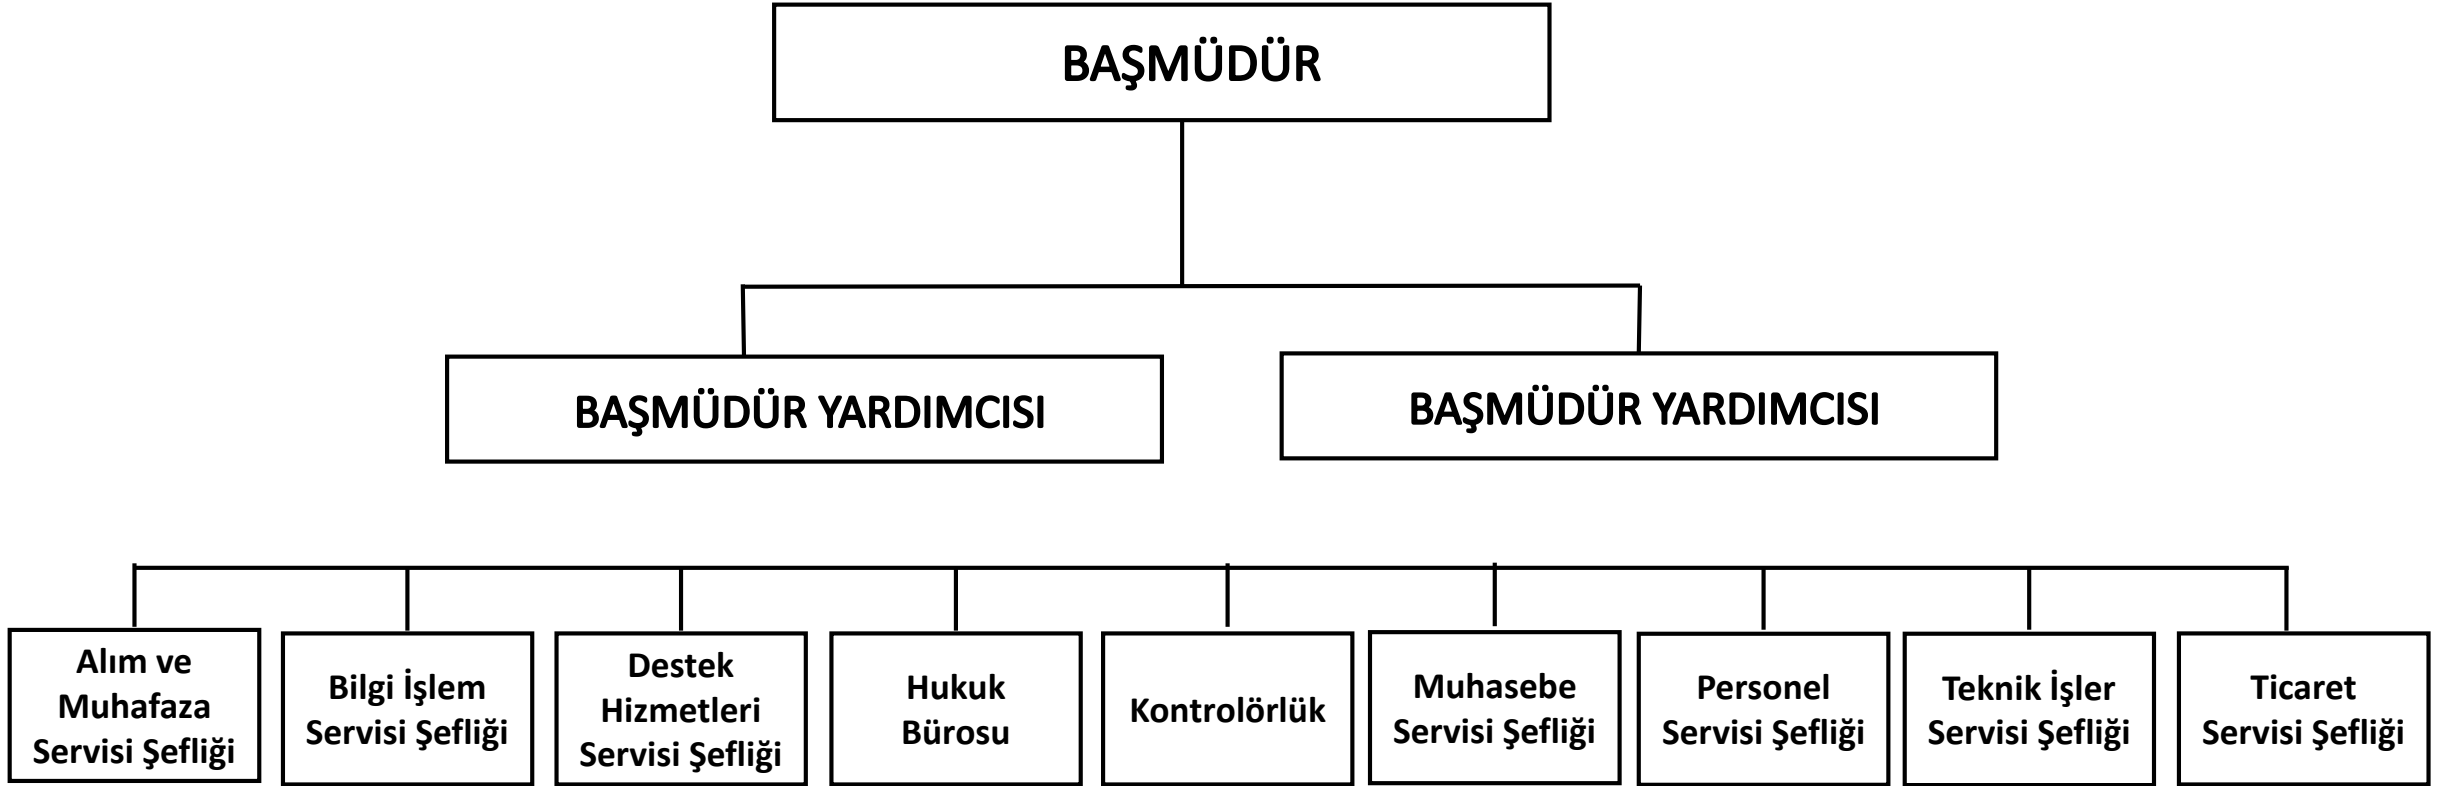 BAŞMÜDÜR
BAŞMÜDÜR YARDIMCISI
BAŞMÜDÜR YARDIMCISI
Alım ve
Muhafaza
Servisi Şefliği
Bilgi İşlem
Servisi Şefliği
Destek
Hizmetleri
Servisi Şefliği
Hukuk
Bürosu
Kontrolörlük
Muhasebe
Servisi Şefliği
Personel
Servisi Şefliği
Teknik İşler
Servisi Şefliği
Ticaret
Servisi Şefliği